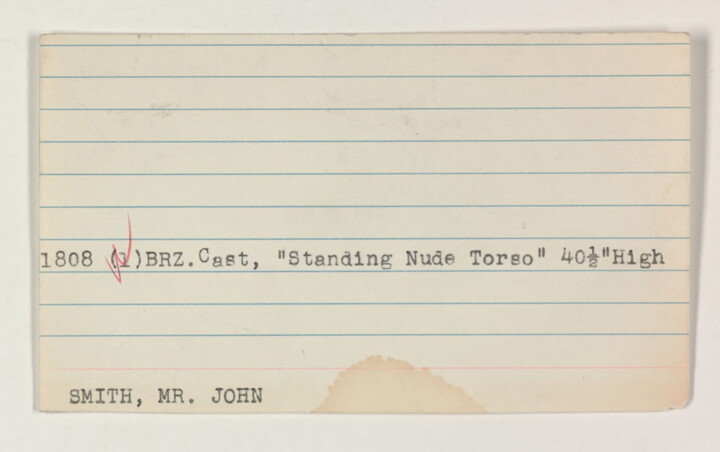 1808 (1)BRZ.Cast, "Standing Nude Torso" 40½"High
SMITH, MR. JOHN